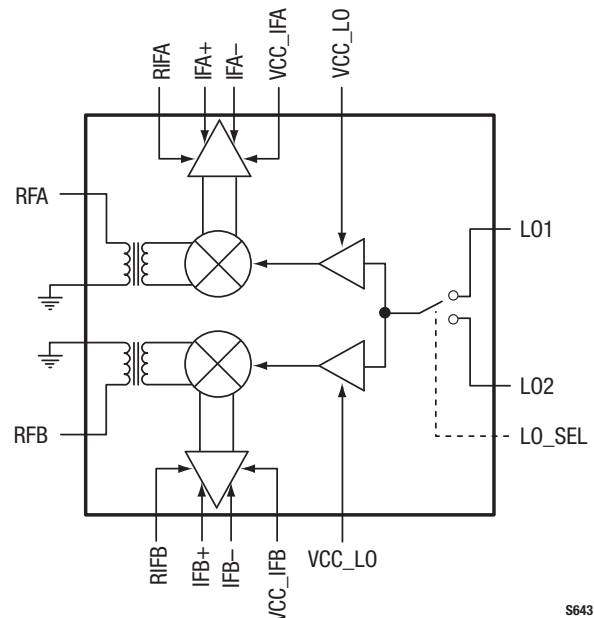 RIFA
IFA+
IFA–
VCC_IFA
VCC_LO
RFA
LO1
LO2
RFB
LO_SEL
RIFB
IFB+
IFB–
VCC_IFB
VCC_LO
S643